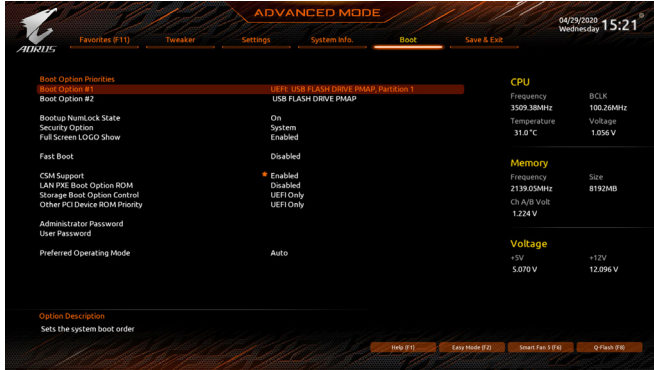 ADVANCED MODE
04/29/2020 Wednesday 15:21
AORUS
Favorites (F11) Tweaker Settings System Info. Boot Save & Exit
Boot Option Priorities
Boot Option #1 UEFI: USB FLASH DRIVE PMAP, Partition 1
Boot Option #2 USB FLASH DRIVE PMAP
Bootup NumLock State On
Security Option System
Full Screen LOGO Show Enabled
Fast Boot Disabled
CSM Support Enabled
LAN PXE Boot Option ROM Disabled
Storage Boot Option Control UEFI Only
Other PCI Device ROM Priority UEFI Only
Administrator Password
User Password
Preferred Operating Mode Auto
CPU
Frequency BCLK
3509.38MHz 100.26MHz
Temperature Voltage
31.0 °C 1.056 V
Memory
Frequency Size
2139.05MHz 8192MB
Ch A/B Volt
1.224 V
Voltage
+5V +12V
5.070 V 12.096 V
Option Description
Sets the system boot order
Help (F1) Easy Mode (F2) Smart Fan 5 (F6) Q-Flash (F8)